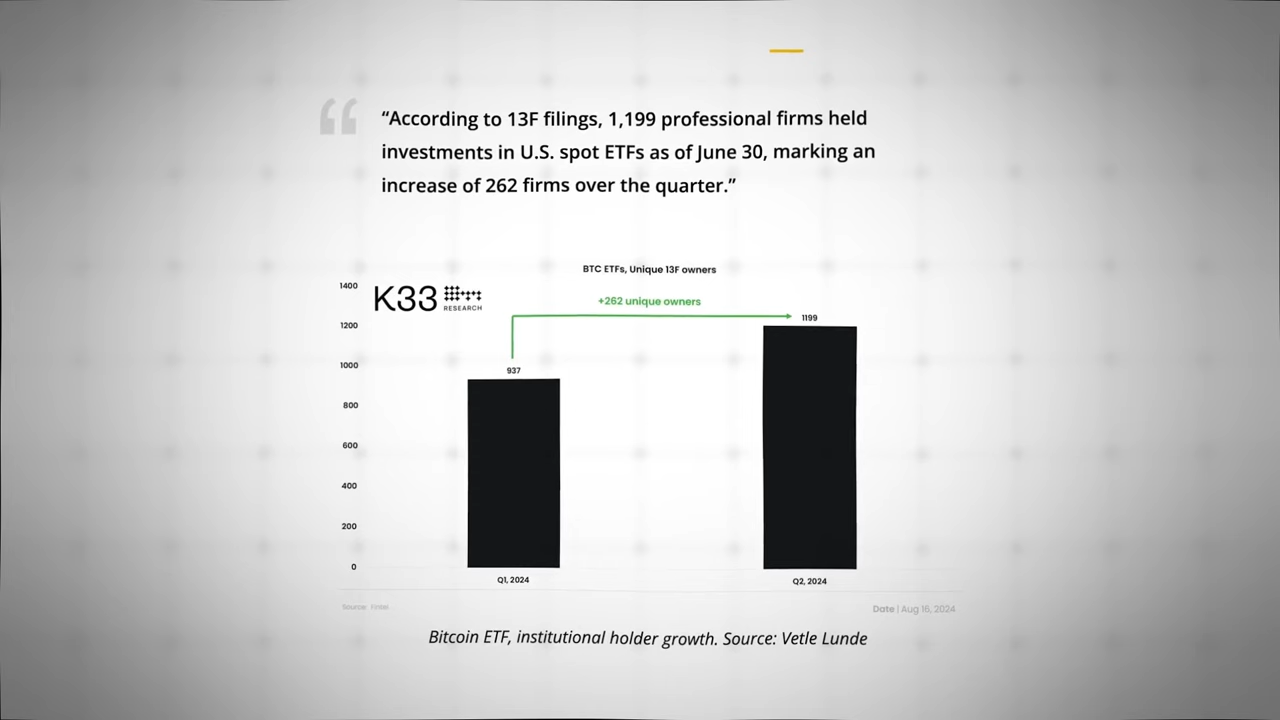 “According to 13F filings, 1,199 professional firms held
investments in U.S. spot ETFs as of June 30, marking an
increase of 262 firms over the quarter.”
BTC ETFs, Unique 13F owners
K33
RESEARCH
+262 unique owners
1400
1200
1000
800
600
400
200
0
937
1199
Q1, 2024
Q2, 2024
Source: Fintel
Date | Aug 16, 2024
Bitcoin ETF, institutional holder growth. Source: Vetle Lunde